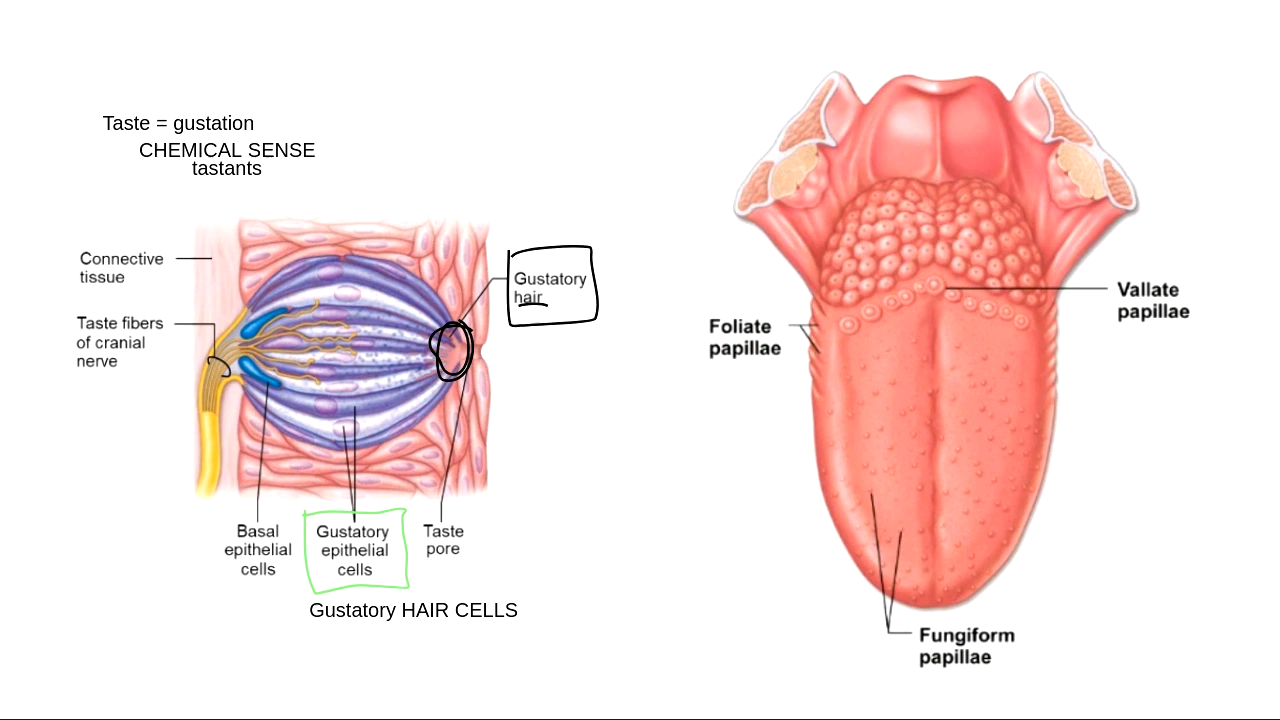 Taste = gustation
CHEMICAL SENSE
tastants
Connective
tissue
Taste fibers
of cranial
nerve
Gustatory
hair
Basal
epithelial
cells
Gustatory
epithelial
cells
Taste
pore
Gustatory HAIR CELLS
Foliate
papillae
Vallate
papillae
Fungiform
papillae